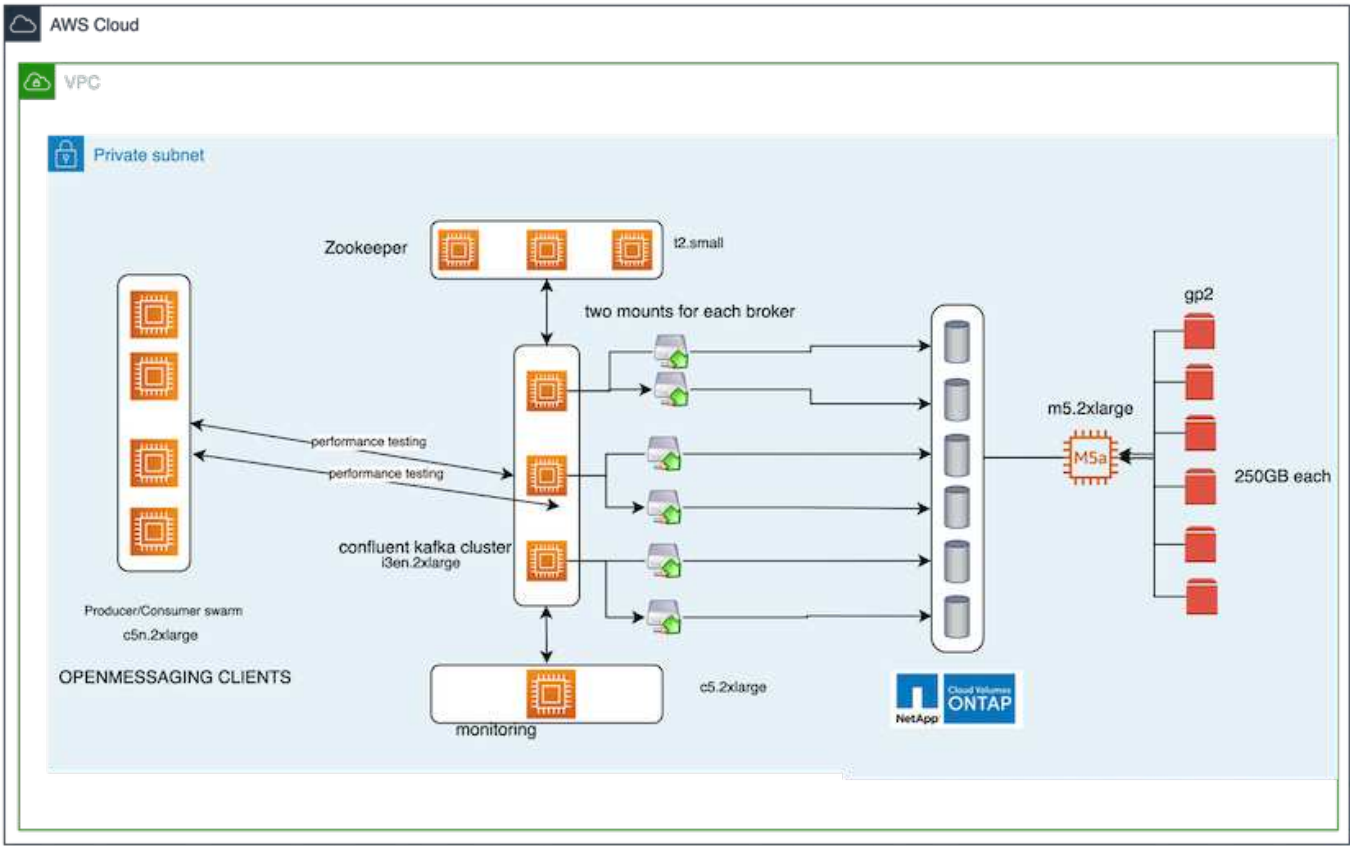 AWS Cloud
VPC
Private subnet
Zookeeper
t2.small
two mounts for each broker
gp2
m5.2xlarge
M5a
250GB each
performance testing
performance testing
confluent kafka cluster
i3en.2xlarge
Producer/Consumer swarm
c5n.2xlarge
OPENMESSAGING CLIENTS
c5.2xlarge
monitoring
NetApp
Cloud Volumes
ONTAP